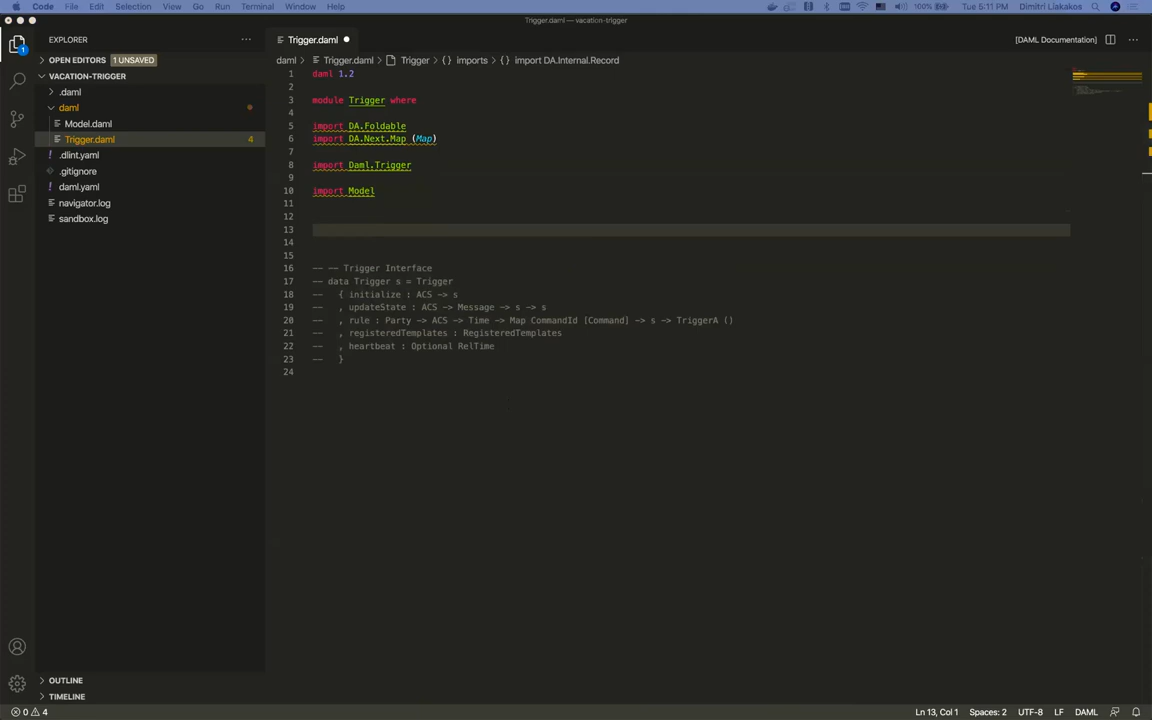 Code File Edit Selection View Go Run Terminal Window Help 100% Tue 5:11 PM Dimitri Liakakos
Trigger.daml — vacation-trigger
EXPLORER
OPEN EDITORS 1 UNSAVED
VACATION-TRIGGER
.daml
daml
Model.daml
Trigger.daml 4
.dlint.yaml
.gitignore
! daml.yaml
navigator.log
sandbox.log
OUTLINE
TIMELINE
1
Trigger.daml
[DAML Documentation]
daml > Trigger.daml > Trigger > {} imports > {} import DA.Internal.Record
1 daml 1.2
2
3 module Trigger where
4
5 import DA.Foldable
6 import DA.Next.Map (Map)
7
8 import Daml.Trigger
9
10 import Model
11
12
13
14
15
16 -- -- Trigger Interface
17 -- data Trigger s = Trigger
18 -- { initialize : ACS -> s
19 -- , updateState : ACS -> Message -> s -> s
20 -- , rule : Party -> ACS -> Time -> Map CommandId [Command] -> s -> TriggerA ()
21 -- , registeredTemplates : RegisteredTemplates
22 -- , heartbeat : Optional RelTime
23 -- }
24
0 4
Ln 13, Col 1 Spaces: 2 UTF-8 LF DAML